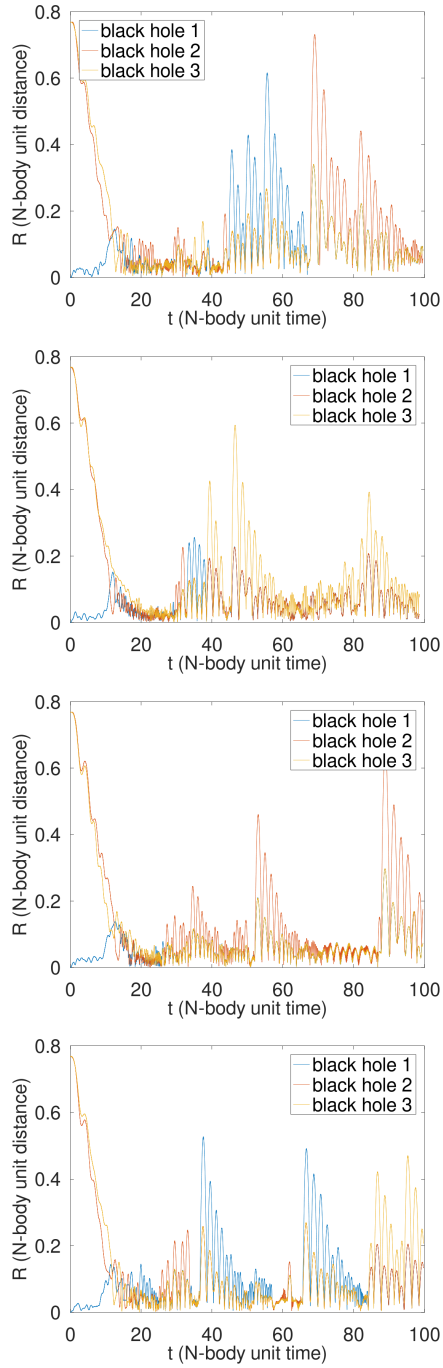 0.8
0.6
0.4
0.2
0
R (N-body unit distance)
black hole 1
black hole 2
black hole 3
0 20 40 60 80 100
t (N-body unit time)
0.8
0.6
0.4
0.2
0
R (N-body unit distance)
black hole 1
black hole 2
black hole 3
0 20 40 60 80 100
t (N-body unit time)
0.8
0.6
0.4
0.2
0
R (N-body unit distance)
black hole 1
black hole 2
black hole 3
0 20 40 60 80 100
t (N-body unit time)
0.8
0.6
0.4
0.2
0
R (N-body unit distance)
black hole 1
black hole 2
black hole 3
0 20 40 60 80 100
t (N-body unit time)